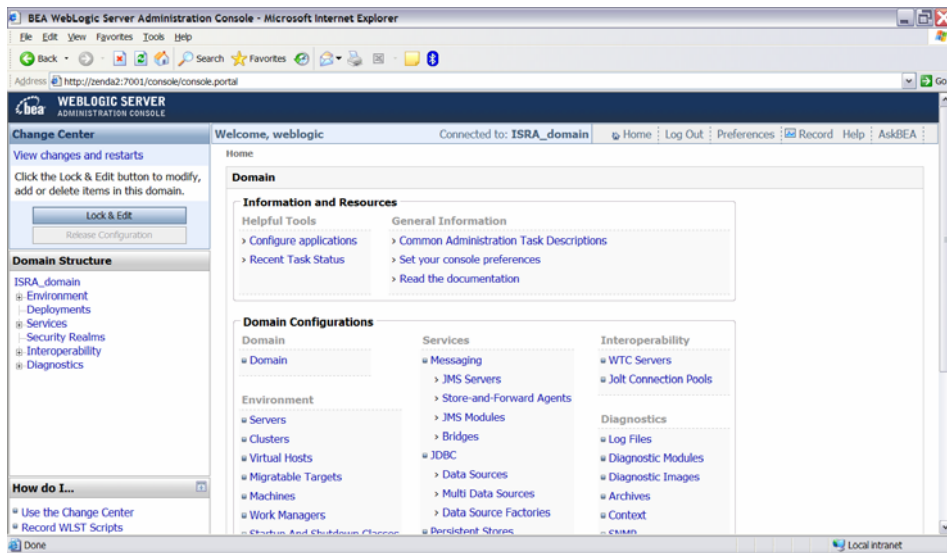 BEA WebLogic Server Administration Console - Microsoft Internet Explorer
File Edit View Favorites Tools Help
Back Search Favorites
Address http://zenda2:7001/console/console.portal Go
bea WEBLOGIC SERVER
ADMINISTRATION CONSOLE
Change Center
View changes and restarts
Click the Lock & Edit button to modify,
add or delete items in this domain.
Lock & Edit
Release Configuration
Domain Structure
ISRA_domain
Environment
Deployments
Services
Security Realms
Interoperability
Diagnostics
How do I...
Use the Change Center
Record WLST Scripts
Welcome, weblogic Connected to: ISRA_domain Home Log Out Preferences Record Help AskBEA
Home
Domain
Information and Resources
Helpful Tools
Configure applications
Recent Task Status
General Information
Common Administration Task Descriptions
Set your console preferences
Read the documentation
Domain Configurations
Domain
Domain
Environment
Servers
Clusters
Virtual Hosts
Migratable Targets
Machines
Work Managers
Startup And Shutdown Classes
Services
Messaging
JMS Servers
Store-and-Forward Agents
JMS Modules
Bridges
JDBC
Data Sources
Multi Data Sources
Data Source Factories
Persistent Stores
Interoperability
WTC Servers
Jolt Connection Pools
Diagnostics
Log Files
Diagnostic Modules
Diagnostic Images
Archives
Context
SNMP
Done Local intranet